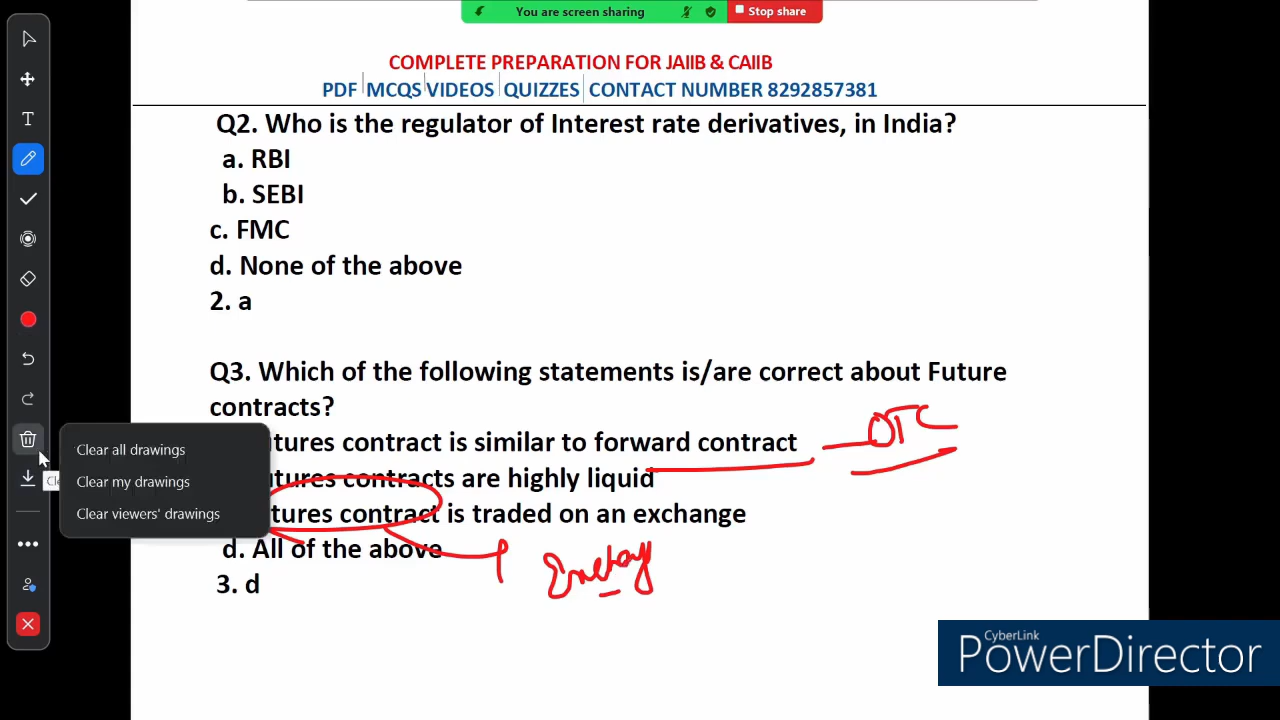 You are screen sharing Stop share
COMPLETE PREPARATION FOR JAIIB & CAIIB
PDF MCQS VIDEOS QUIZZES CONTACT NUMBER 8292857381
Q2. Who is the regulator of Interest rate derivatives, in India?
a. RBI
b. SEBI
c. FMC
d. None of the above
2. a
Q3. Which of the following statements is/are correct about Future
contracts?
utures contract is similar to forward contract OTC
utures contracts are highly liquid
tures contract is traded on an exchange
d. All of the above
3. d
T
Clear all drawings
Clear my drawings
Clear viewers' drawings
CyberLink
PowerDirector